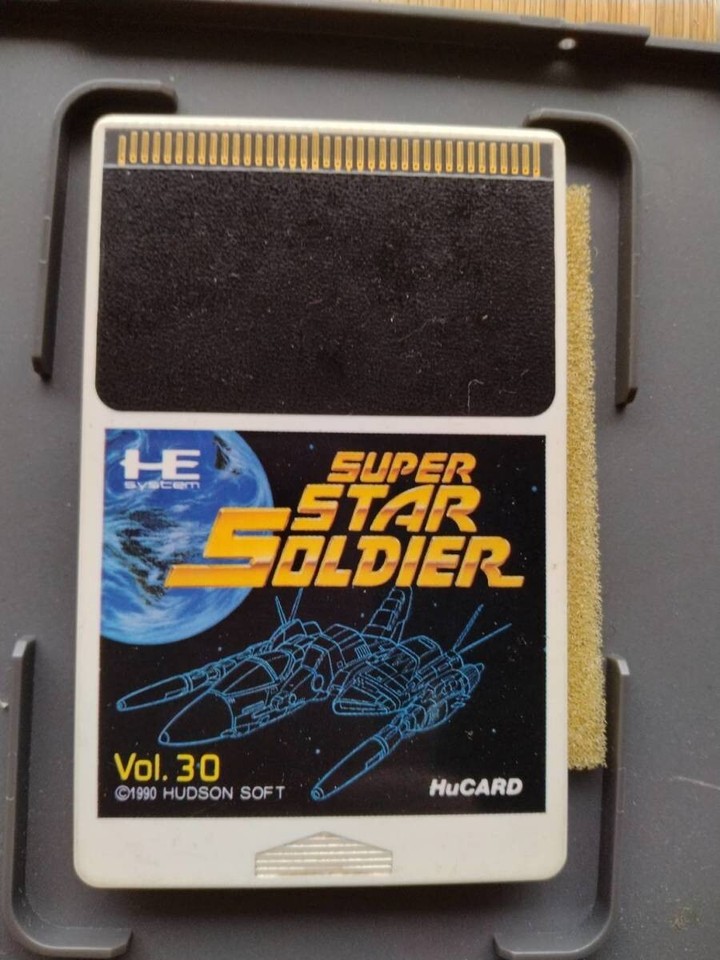 HE
system
SUPER
STAR
SOLDIER
Vol. 30
©1990 HUDSON SOFT
HuCARD